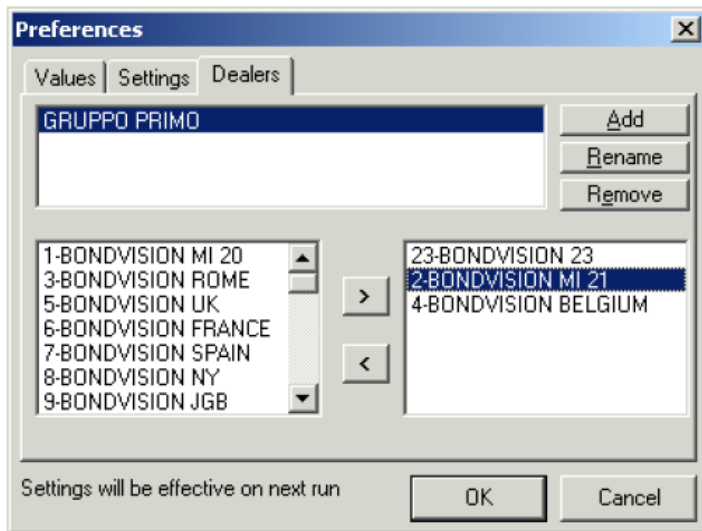 Preferences
Values Settings Dealers
GRUPPO PRIMO
Add
Rename
Remove
1-BONDVISION MI 20
3-BONDVISION ROME
5-BONDVISION UK
6-BONDVISION FRANCE
7-BONDVISION SPAIN
8-BONDVISION NY
9-BONDVISION JGB
>
<
23-BONDVISION 23
2-BONDVISION MI 21
4-BONDVISION BELGIUM
Settings will be effective on next run
OK
Cancel